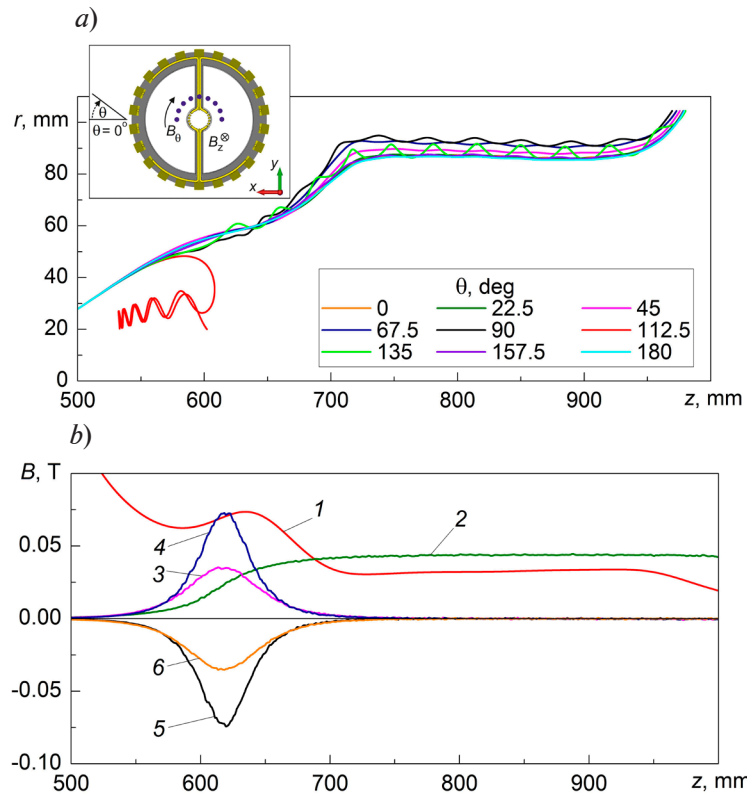 a)
r, mm
80
60
40
20
0
θ
θ = 0°
Bθ
Bz⊗
y
x
θ, deg
0 22.5 45
67.5 90 112.5
135 157.5 180
500 600 700 800 900 z, mm
b)
B, T
0.05
0.00
-0.05
-0.10
1
2
4
3
6
5
500 600 700 800 900 z, mm